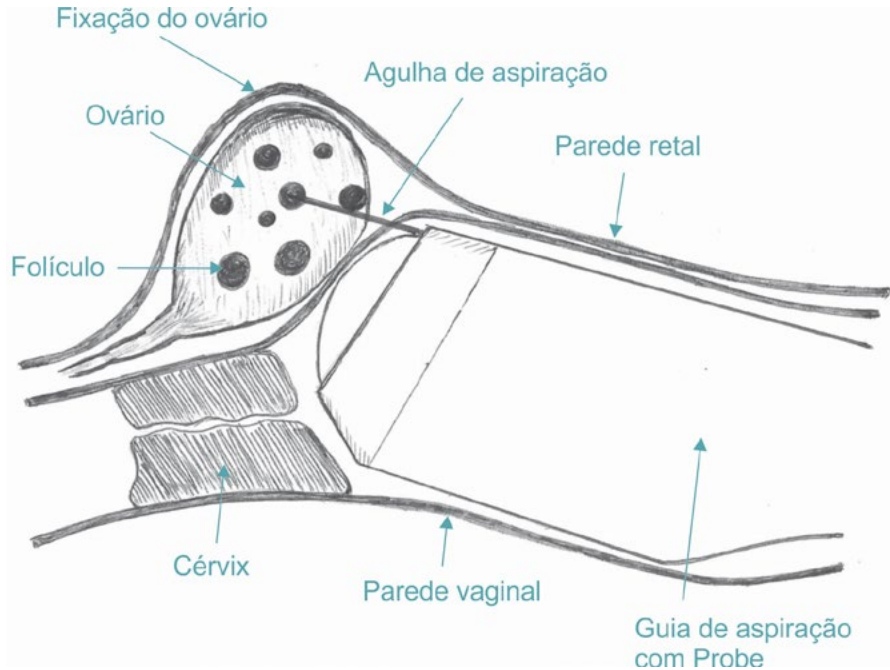 Fixação do ovário
Agulha de aspiração
Ovário
Parede retal
Folículo
Cérvix
Parede vaginal
Guia de aspiração
com Probe